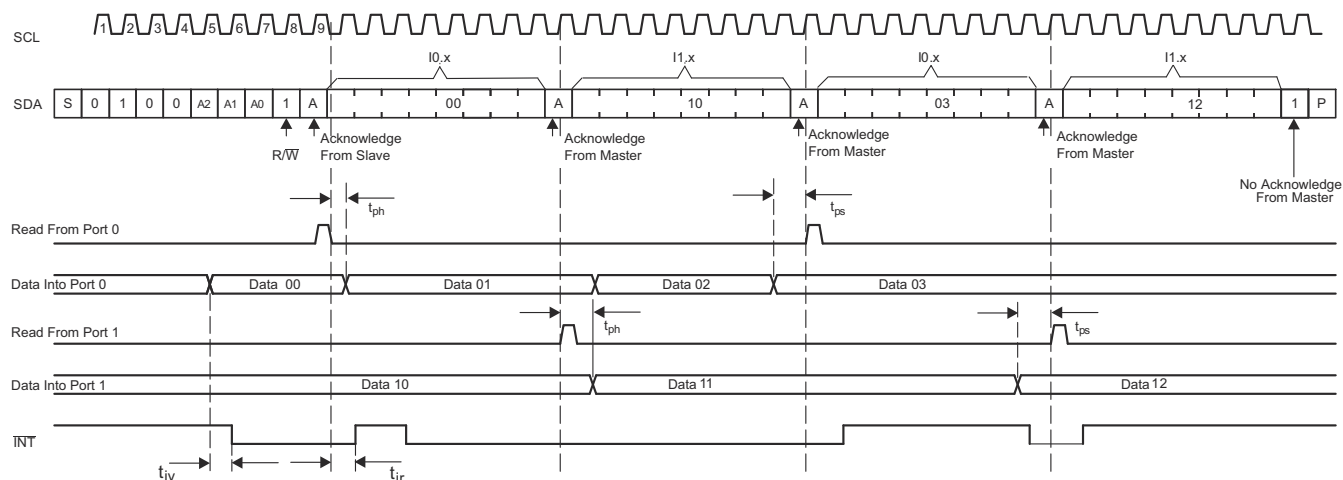 SCL
1 2 3 4 5 6 7 8 9
I0.x I1.x I0.x I1.x
SDA S 0 1 0 0 A2 A1 A0 1 A 00 A 10 A 03 A 12 1 P
R/W̅
Acknowledge
From Slave
Acknowledge
From Master
Acknowledge
From Master
Acknowledge
From Master
No Acknowledge
From Master
tph
tps
Read From Port 0
Data Into Port 0 Data 00 Data 01 Data 02 Data 03
Read From Port 1 tph tps
Data Into Port 1 Data 10 Data 11 Data 12
I̅N̅T̅
tiv tir